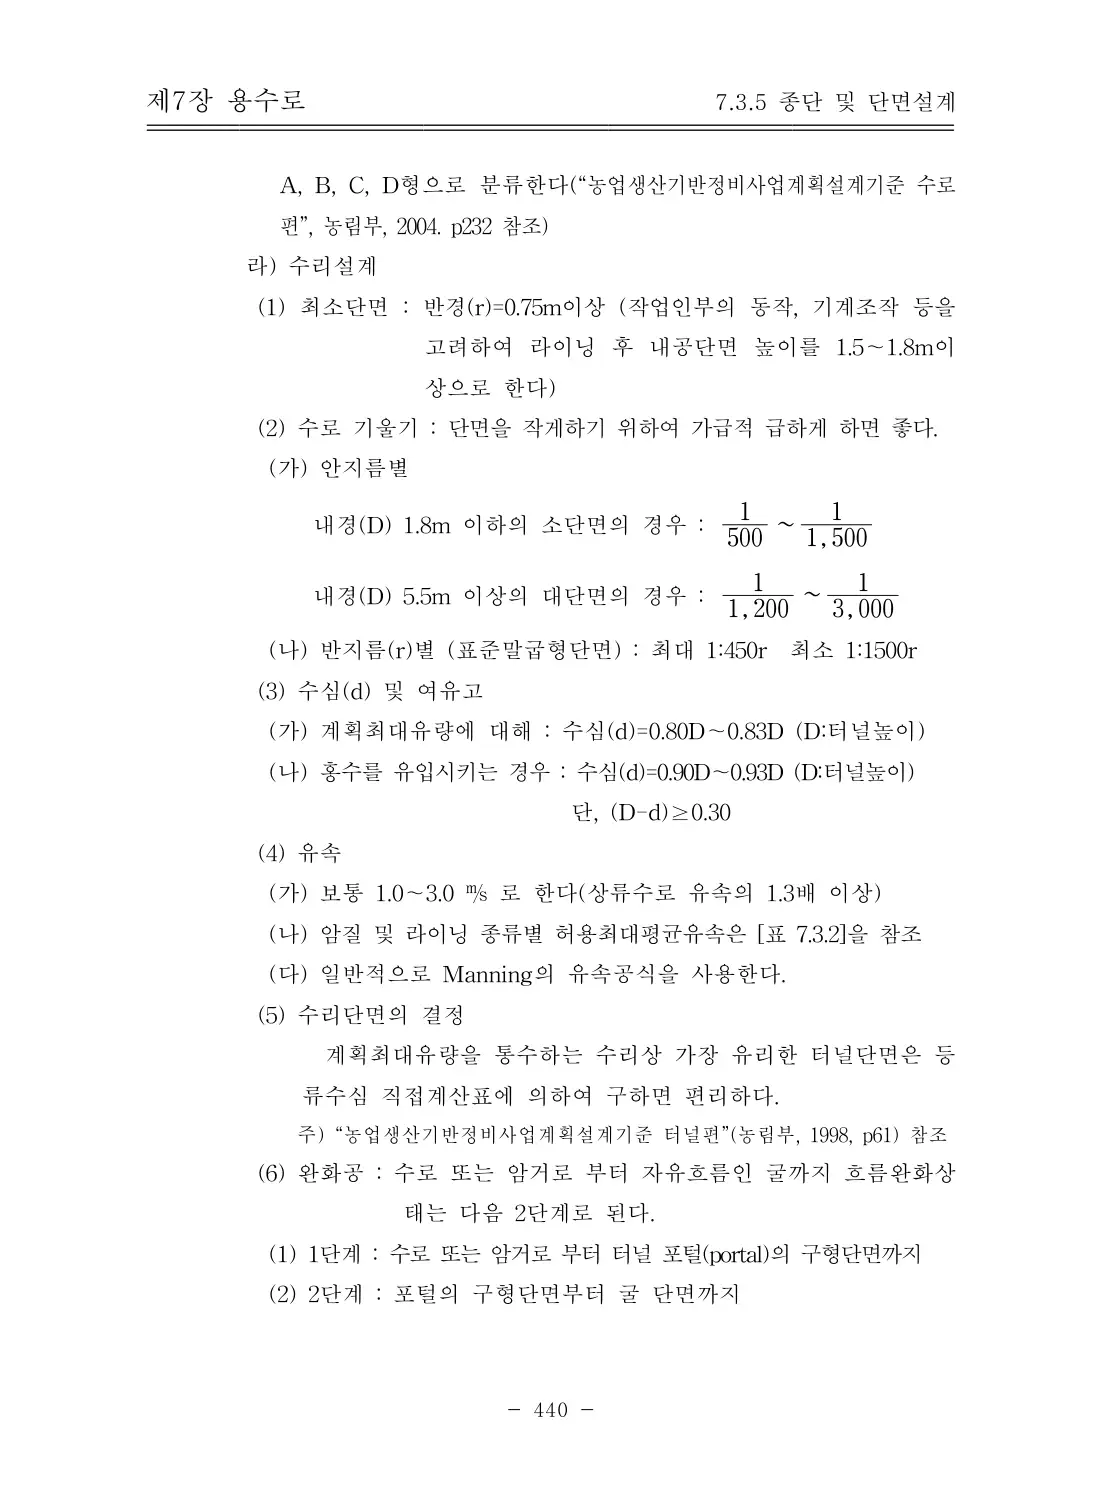 제7장 용수로 7.3.5 종단 및 단면설계
A, B, C, D형으로 분류한다(“농업생산기반정비사업계획설계기준 수로
편”, 농림부, 2004. p232 참조)
라) 수리설계
(1) 최소단면 : 반경(r)=0.75m이상 (작업인부의 동작, 기계조작 등을
고려하여 라이닝 후 내공단면 높이를 1.5～1.8m이
상으로 한다)
(2) 수로 기울기 : 단면을 작게하기 위하여 가급적 급하게 하면 좋다.
(가) 안지름별
내경(D) 1.8m 이하의 소단면의 경우 : 1/500 ～ 1/1,500
내경(D) 5.5m 이상의 대단면의 경우 : 1/1,200 ～ 1/3,000
(나) 반지름(r)별 (표준말굽형단면) : 최대 1:450r 최소 1:1500r
(3) 수심(d) 및 여유고
(가) 계획최대유량에 대해 : 수심(d)=0.80D～0.83D (D:터널높이)
(나) 홍수를 유입시키는 경우 : 수심(d)=0.90D～0.93D (D:터널높이)
단, (D-d)≥0.30
(4) 유속
(가) 보통 1.0～3.0 ㎧ 로 한다(상류수로 유속의 1.3배 이상)
(나) 암질 및 라이닝 종류별 허용최대평균유속은 [표 7.3.2]을 참조
(다) 일반적으로 Manning의 유속공식을 사용한다.
(5) 수리단면의 결정
계획최대유량을 통수하는 수리상 가장 유리한 터널단면은 등
류수심 직접계산표에 의하여 구하면 편리하다.
주) “농업생산기반정비사업계획설계기준 터널편”(농림부, 1998, p61) 참조
(6) 완화공 : 수로 또는 암거로 부터 자유흐름인 굴까지 흐름완화상
태는 다음 2단계로 된다.
(1) 1단계 : 수로 또는 암거로 부터 터널 포털(portal)의 구형단면까지
(2) 2단계 : 포털의 구형단면부터 굴 단면까지
- 440 -